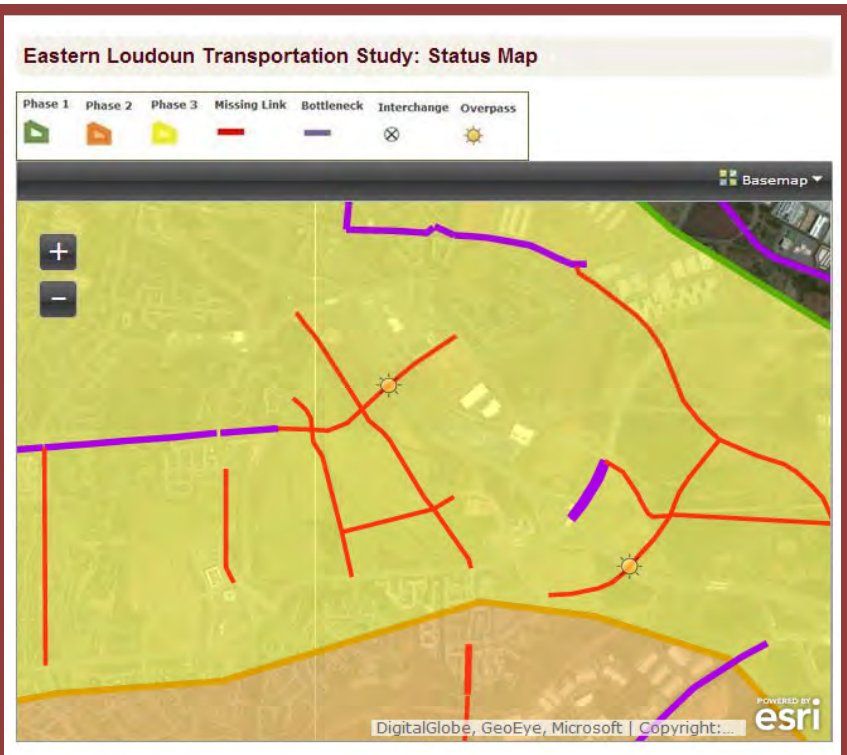 Eastern Loudoun Transportation Study: Status Map
Phase 1 Phase 2 Phase 3 Missing Link Bottleneck Interchange Overpass
Basemap
+
−
POWERED BY
esri
DigitalGlobe, GeoEye, Microsoft | Copyright:...